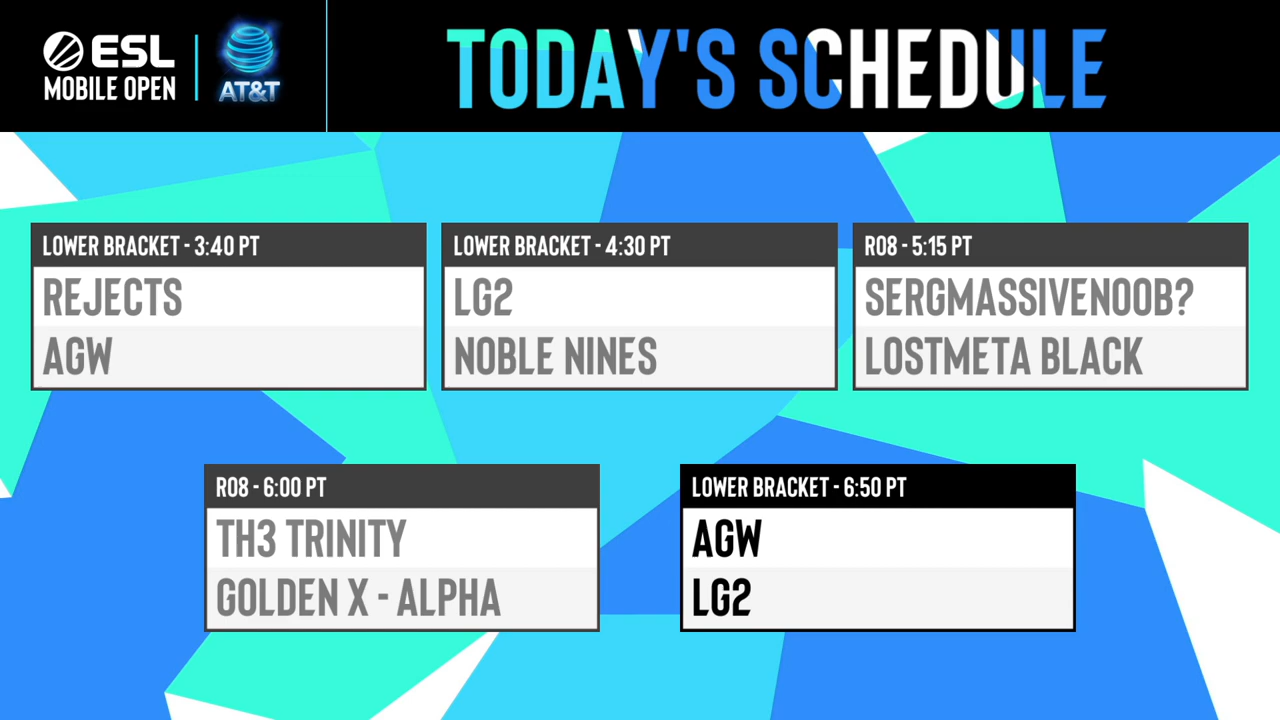 ESL
MOBILE OPEN
AT&T
TODAY'S SCHEDULE
LOWER BRACKET - 3:40 PT
REJECTS
AGW
LOWER BRACKET - 4:30 PT
LG2
NOBLE NINES
RO8 - 5:15 PT
SERGMASSIVENOOB?
LOSTMETA BLACK
RO8 - 6:00 PT
TH3 TRINITY
GOLDEN X - ALPHA
LOWER BRACKET - 6:50 PT
AGW
LG2